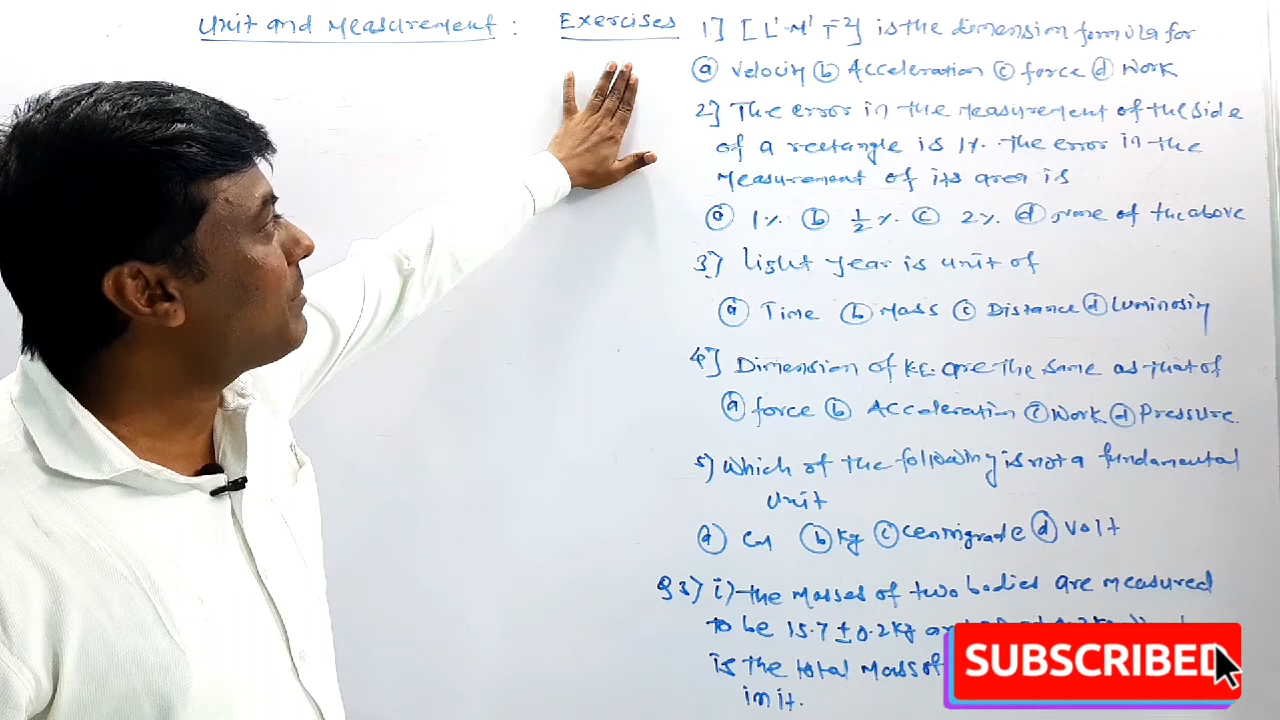 Unit and Measurement : Exercises
1] [L¹ M¹ T⁻²] is the dimension formula for
ⓐ Velocity ⓑ Acceleration ⓒ force ⓓ Work
2] The error in the measurement of the side
of a rectangle is 1%. the error in the
measurement of its area is
ⓐ 1%. ⓑ ½%. ⓒ 2%. ⓓ none of the above
3) light year is unit of
ⓐ Time ⓑ Mass ⓒ Distance ⓓ luminosity
4] Dimension of K.E. are the same as that of
ⓐ force ⓑ Acceleration ⓒ Work ⓓ Pressure.
5) Which of the following is not a fundamental
unit
ⓐ cm ⓑ Kg ⓒ centigrade ⓓ volt
Q 3) i) the masses of two bodies are measured
to be 15.7 ± 0.2 kg
is the total mass of
in it.
SUBSCRIBED